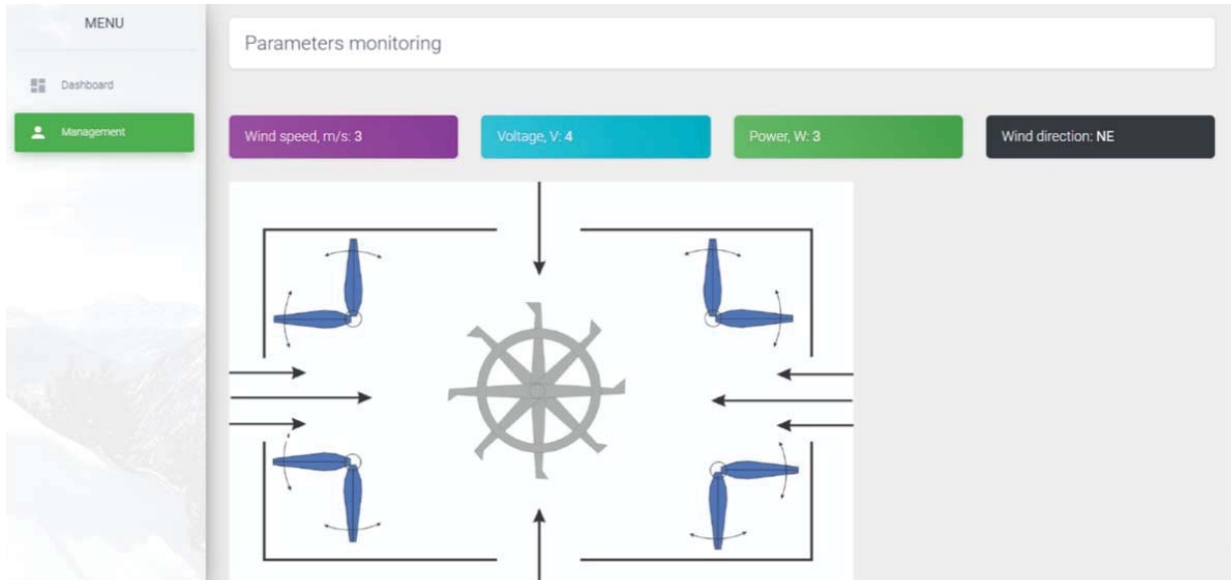 MENU
Dashboard
Management
Parameters monitoring
Wind speed, m/s: 3
Voltage, V: 4
Power, W: 3
Wind direction: NE